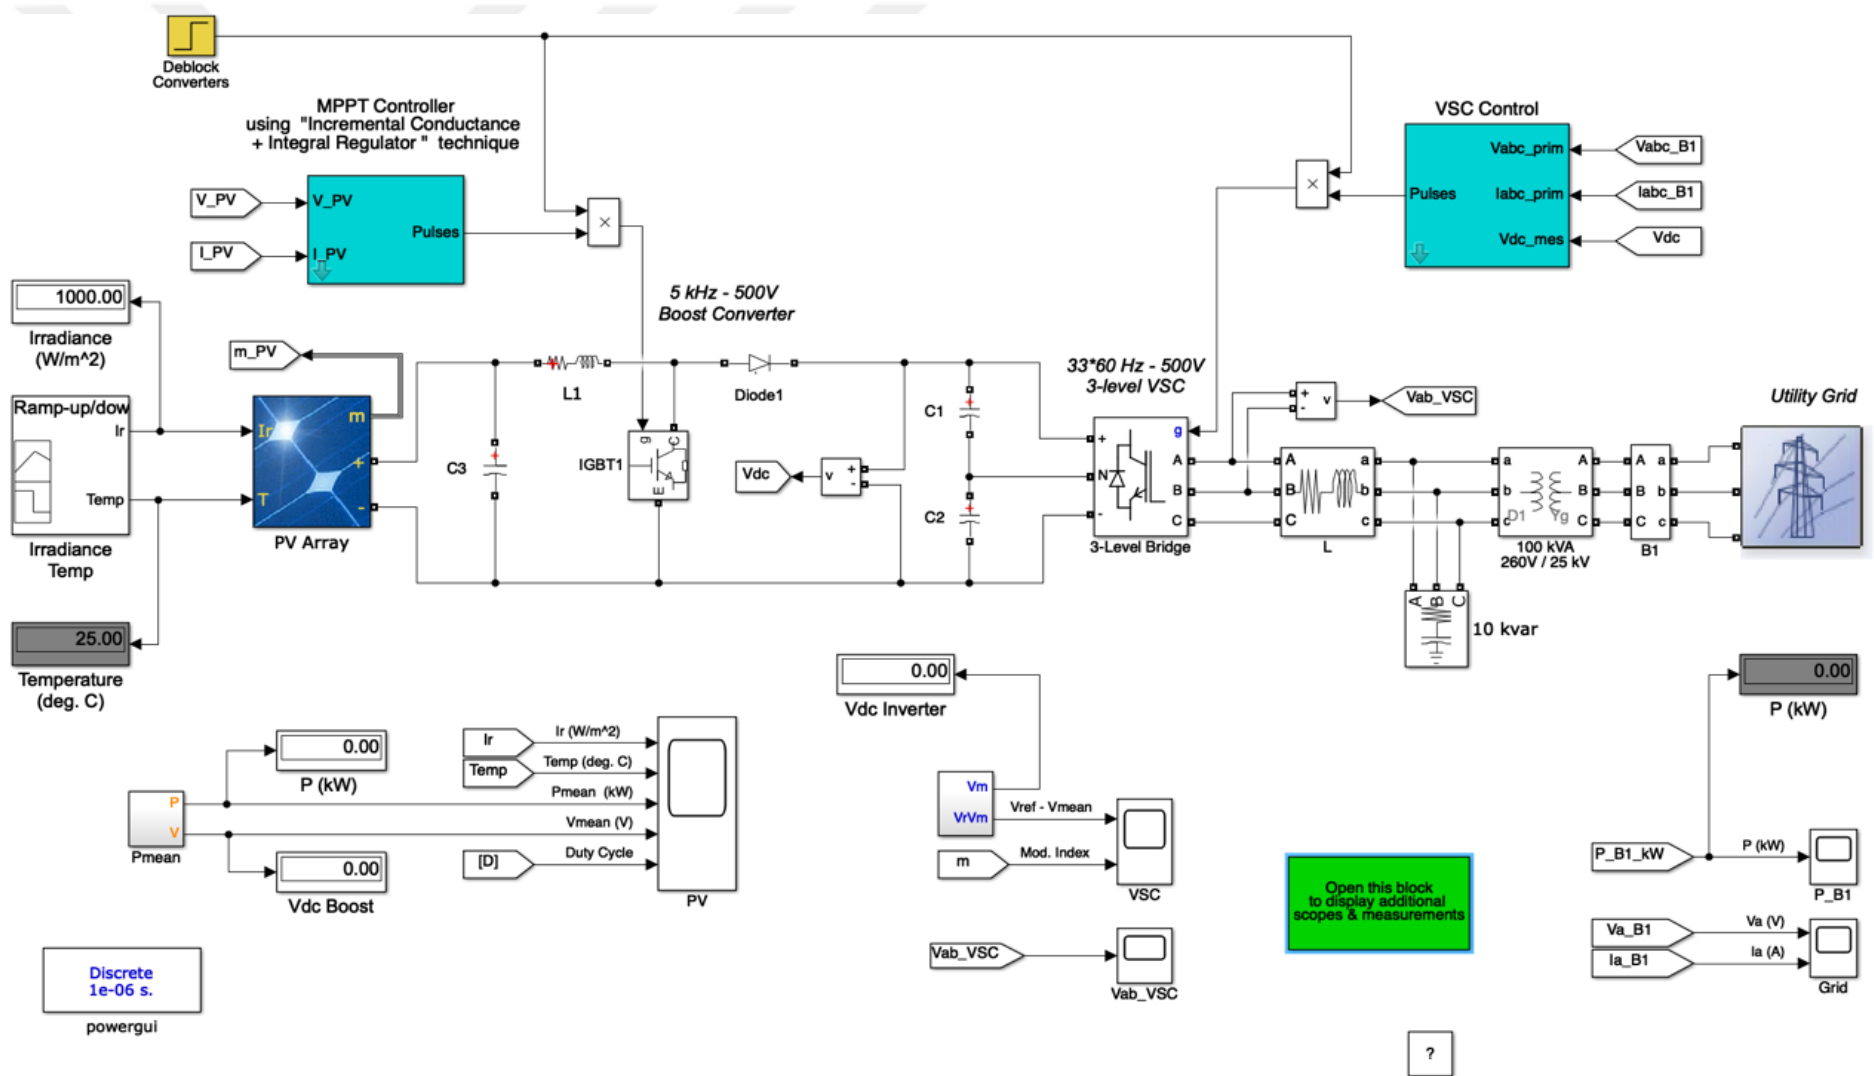 Deblock
Converters
MPPT Controller
using "Incremental Conductance
+ Integral Regulator " technique
V_PV
I_PV
V_PV
I_PV
Pulses
×
5 kHz - 500V
Boost Converter
VSC Control
Vabc_prim
Iabc_prim
Vdc_mes
Pulses
Vabc_B1
Iabc_B1
Vdc
×
1000.00
Irradiance
(W/m^2)
Ramp-up/dow
Ir
Temp
Irradiance
Temp
25.00
Temperature
(deg. C)
m_PV
Ir
T
m
+
-
PV Array
C3
L1
IGBT1
g
C
E
Diode1
Vdc
v
+
-
C1
C2
33*60 Hz - 500V
3-level VSC
+
N
-
g
A
B
C
3-Level Bridge
+
-
v
Vab_VSC
A
B
C
a
b
c
L
a
b
c
D1
Yg
A
B
C
100 kVA
260V / 25 kV
A
B
C
a
b
c
B1
Utility Grid
A
B
C
10 kvar
0.00
Vdc Inverter
0.00
P (kW)
0.00
P (kW)
P
V
Pmean
0.00
Vdc Boost
Ir
Temp
[D]
Ir (W/m^2)
Temp (deg. C)
Pmean (kW)
Vmean (V)
Duty Cycle
PV
Vm
VrVm
Vref - Vmean
m
Mod. Index
VSC
Vab_VSC
Vab_VSC
Open this block
to display additional
scopes & measurements
P_B1_kW
P (kW)
P_B1
Va_B1
Ia_B1
Va (V)
Ia (A)
Grid
Discrete
1e-06 s.
powergui
?